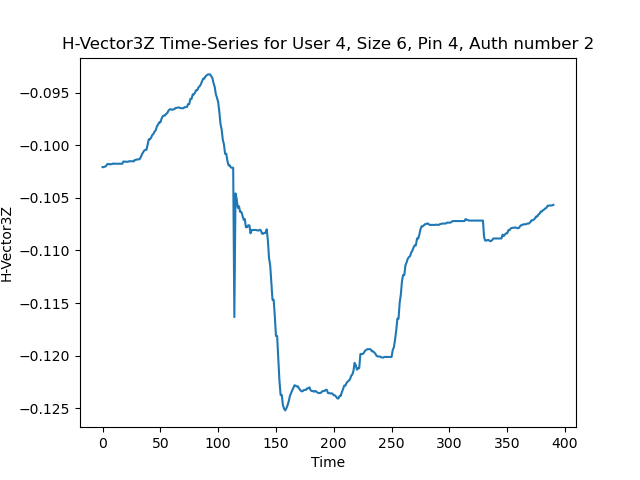 H-Vector3Z Time-Series for User 4, Size 6, Pin 4, Auth number 2
−0.095
−0.100
−0.105
−0.110
−0.115
−0.120
−0.125
H-Vector3Z
0 50 100 150 200 250 300 350 400
Time